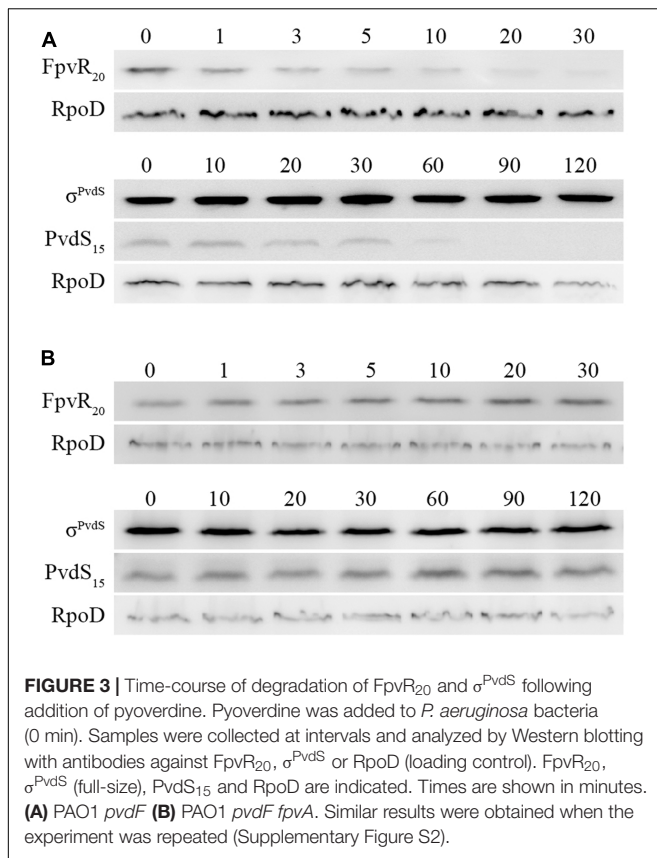 A
0 1 3 5 10 20 30
FpvR₂₀
RpoD
0 10 20 30 60 90 120
σᴾᵛᵈˢ
PvdS₁₅
RpoD
B
0 1 3 5 10 20 30
FpvR₂₀
RpoD
0 10 20 30 60 90 120
σᴾᵛᵈˢ
PvdS₁₅
RpoD
FIGURE 3 | Time-course of degradation of FpvR₂₀ and σᴾᵛᵈˢ following
addition of pyoverdine. Pyoverdine was added to P. aeruginosa bacteria
(0 min). Samples were collected at intervals and analyzed by Western blotting
with antibodies against FpvR₂₀, σᴾᵛᵈˢ or RpoD (loading control). FpvR₂₀,
σᴾᵛᵈˢ (full-size), PvdS₁₅ and RpoD are indicated. Times are shown in minutes.
(A) PAO1 pvdF (B) PAO1 pvdF fpvA. Similar results were obtained when the
experiment was repeated (Supplementary Figure S2).